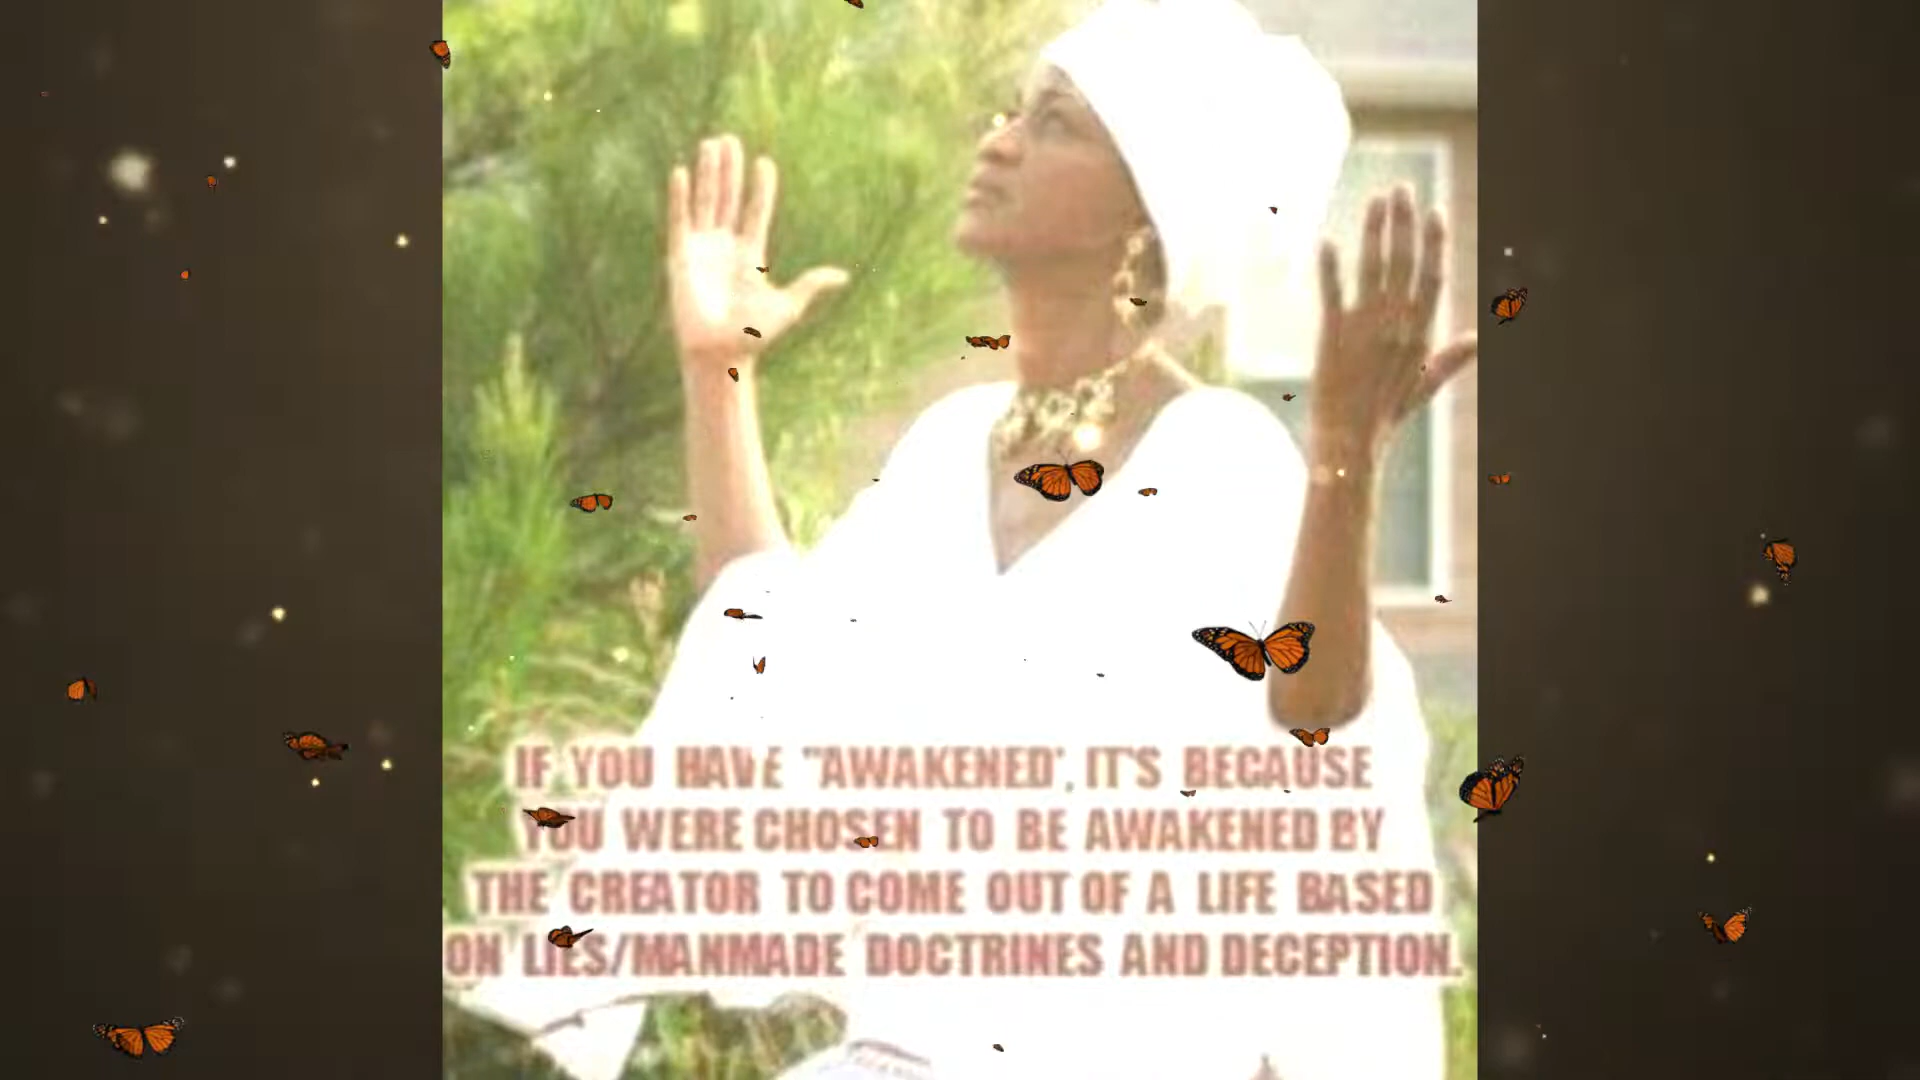 IF YOU HAVE "AWAKENED", IT'S BECAUSE
YOU WERE CHOSEN TO BE AWAKENED BY
THE CREATOR TO COME OUT OF A LIFE BASED
ON LIES/MANMADE DOCTRINES AND DECEPTION.